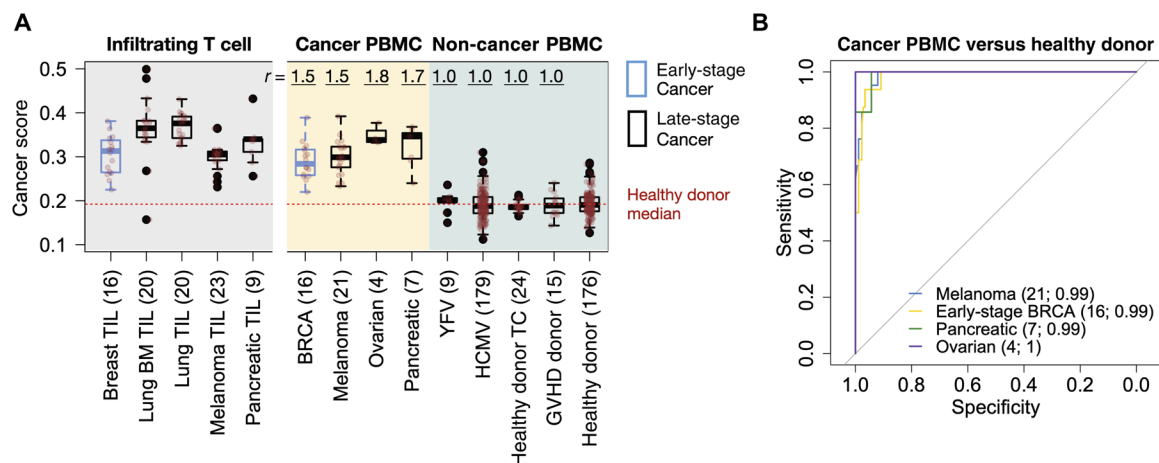 A
Infiltrating T cell
Cancer PBMC
Non-cancer PBMC
r = 1.5 1.5 1.8 1.7 1.0 1.0 1.0 1.0
Cancer score
0.5
0.4
0.3
0.2
0.1
Breast TIL (16)
Lung BM TIL (20)
Lung TIL (20)
Melanoma TIL (23)
Pancreatic TIL (9)
BRCA (16)
Melanoma (21)
Ovarian (4)
Pancreatic (7)
YFV (9)
HCMV (179)
Healthy donor TC (24)
GVHD donor (15)
Healthy donor (176)
Early-stage
Cancer
Late-stage
Cancer
Healthy donor
median
B
Cancer PBMC versus healthy donor
Sensitivity
1.0
0.8
0.6
0.4
0.2
0.0
Melanoma (21; 0.99)
Early-stage BRCA (16; 0.99)
Pancreatic (7; 0.99)
Ovarian (4; 1)
1.0 0.8 0.6 0.4 0.2 0.0
Specificity